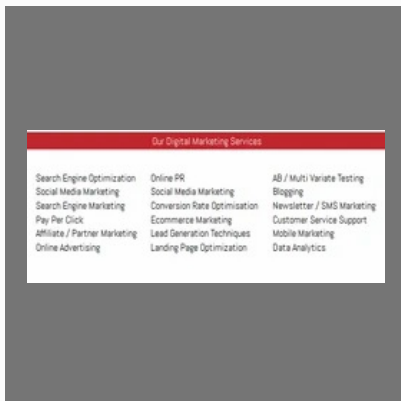 Our Digital Marketing Services
Search Engine Optimization
Social Media Marketing
Search Engine Marketing
Pay Per Click
Affiliate / Partner Marketing
Online Advertising
Online PR
Social Media Marketing
Conversion Rate Optimisation
Ecommerce Marketing
Lead Generation Techniques
Landing Page Optimization
AB / Multi Variate Testing
Blogging
Newsletter / SMS Marketing
Customer Service Support
Mobile Marketing
Data Analytics